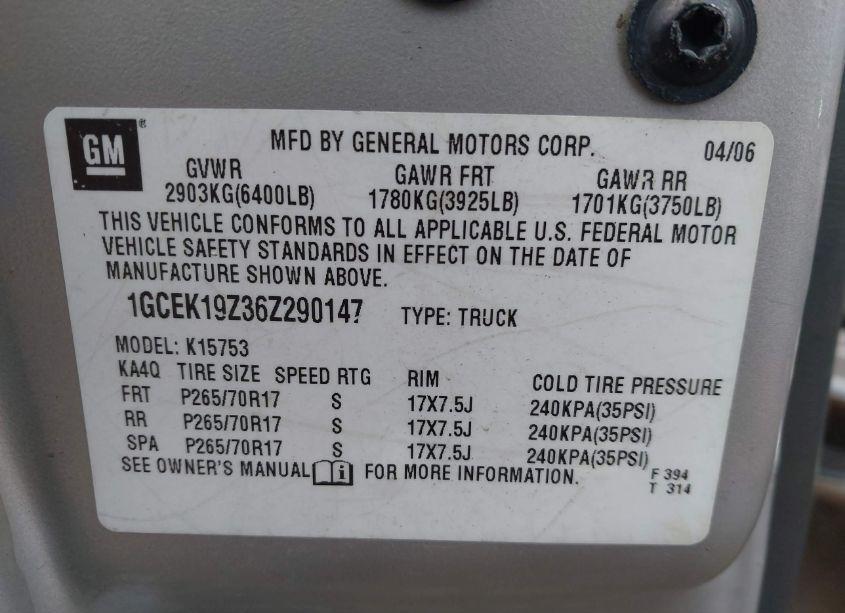 GM ® MFD BY GENERAL MOTORS CORP. 04/06
GVWR GAWR FRT GAWR RR
2903KG(6400LB) 1780KG(3925LB) 1701KG(3750LB)
THIS VEHICLE CONFORMS TO ALL APPLICABLE U.S. FEDERAL MOTOR
VEHICLE SAFETY STANDARDS IN EFFECT ON THE DATE OF
MANUFACTURE SHOWN ABOVE.
1GCEK19Z36Z290147 TYPE: TRUCK
MODEL: K15753
KA4Q TIRE SIZE SPEED RTG RIM COLD TIRE PRESSURE
FRT P265/70R17 S 17X7.5J 240KPA(35PSI)
RR P265/70R17 S 17X7.5J 240KPA(35PSI)
SPA P265/70R17 S 17X7.5J 240KPA(35PSI)
SEE OWNER'S MANUAL i FOR MORE INFORMATION.
F 394
T 314